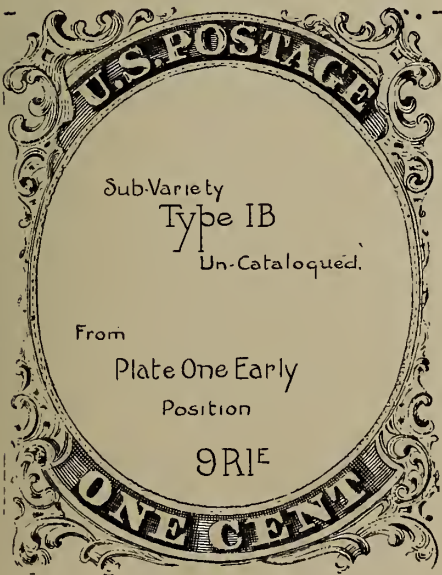 U.S. POSTAGE
Sub-Variety
Type IB
Un-Catalogued.
From
Plate One Early
Position
9R1E
ONE CENT